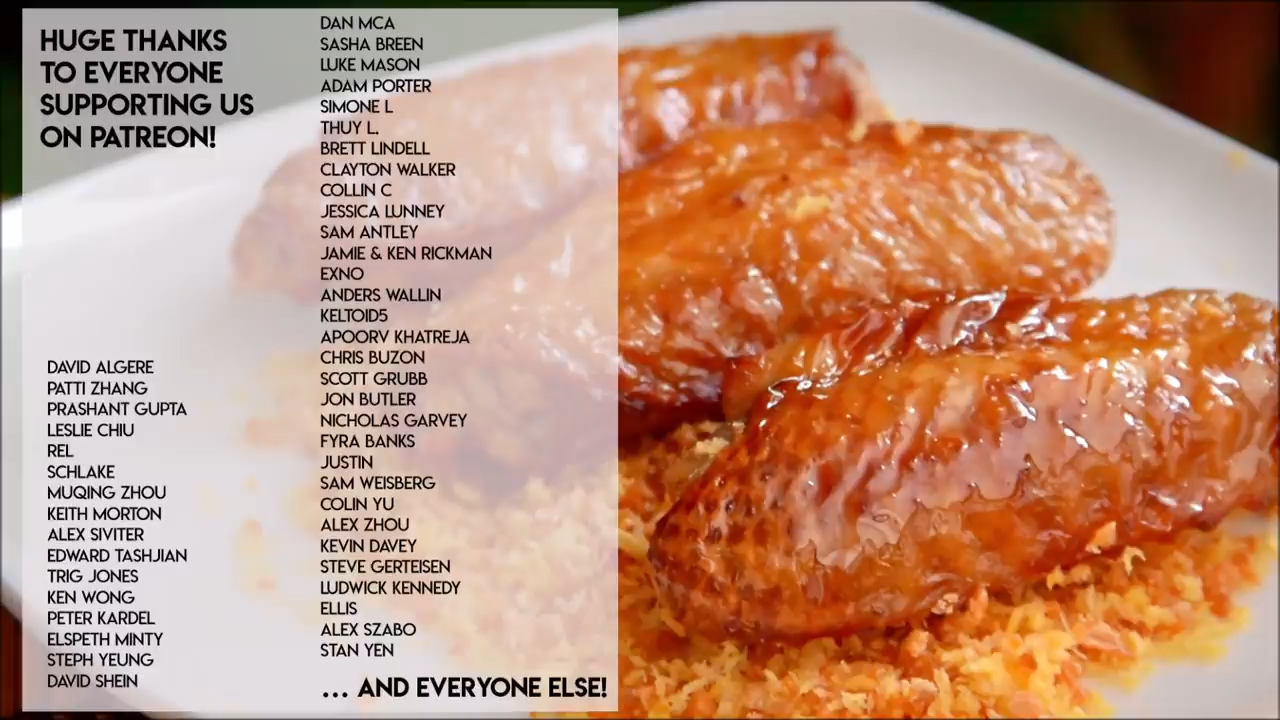 HUGE THANKS
TO EVERYONE
SUPPORTING US
ON PATREON!
DAVID ALGERE
PATTI ZHANG
PRASHANT GUPTA
LESLIE CHIU
REL
SCHLAKE
MUQING ZHOU
KEITH MORTON
ALEX SIVITER
EDWARD TASHJIAN
TRIG JONES
KEN WONG
PETER KARDEL
ELSPETH MINTY
STEPH YEUNG
DAVID SHEIN
DAN MCA
SASHA BREEN
LUKE MASON
ADAM PORTER
SIMONE L
THUY L.
BRETT LINDELL
CLAYTON WALKER
COLLIN C
JESSICA LUNNEY
SAM ANTLEY
JAMIE & KEN RICKMAN
EXNO
ANDERS WALLIN
KELTOID5
APOORV KHATREJA
CHRIS BUZON
SCOTT GRUBB
JON BUTLER
NICHOLAS GARVEY
FYRA BANKS
JUSTIN
SAM WEISBERG
COLIN YU
ALEX ZHOU
KEVIN DAVEY
STEVE GERTEISEN
LUDWICK KENNEDY
ELLIS
ALEX SZABO
STAN YEN
... AND EVERYONE ELSE!